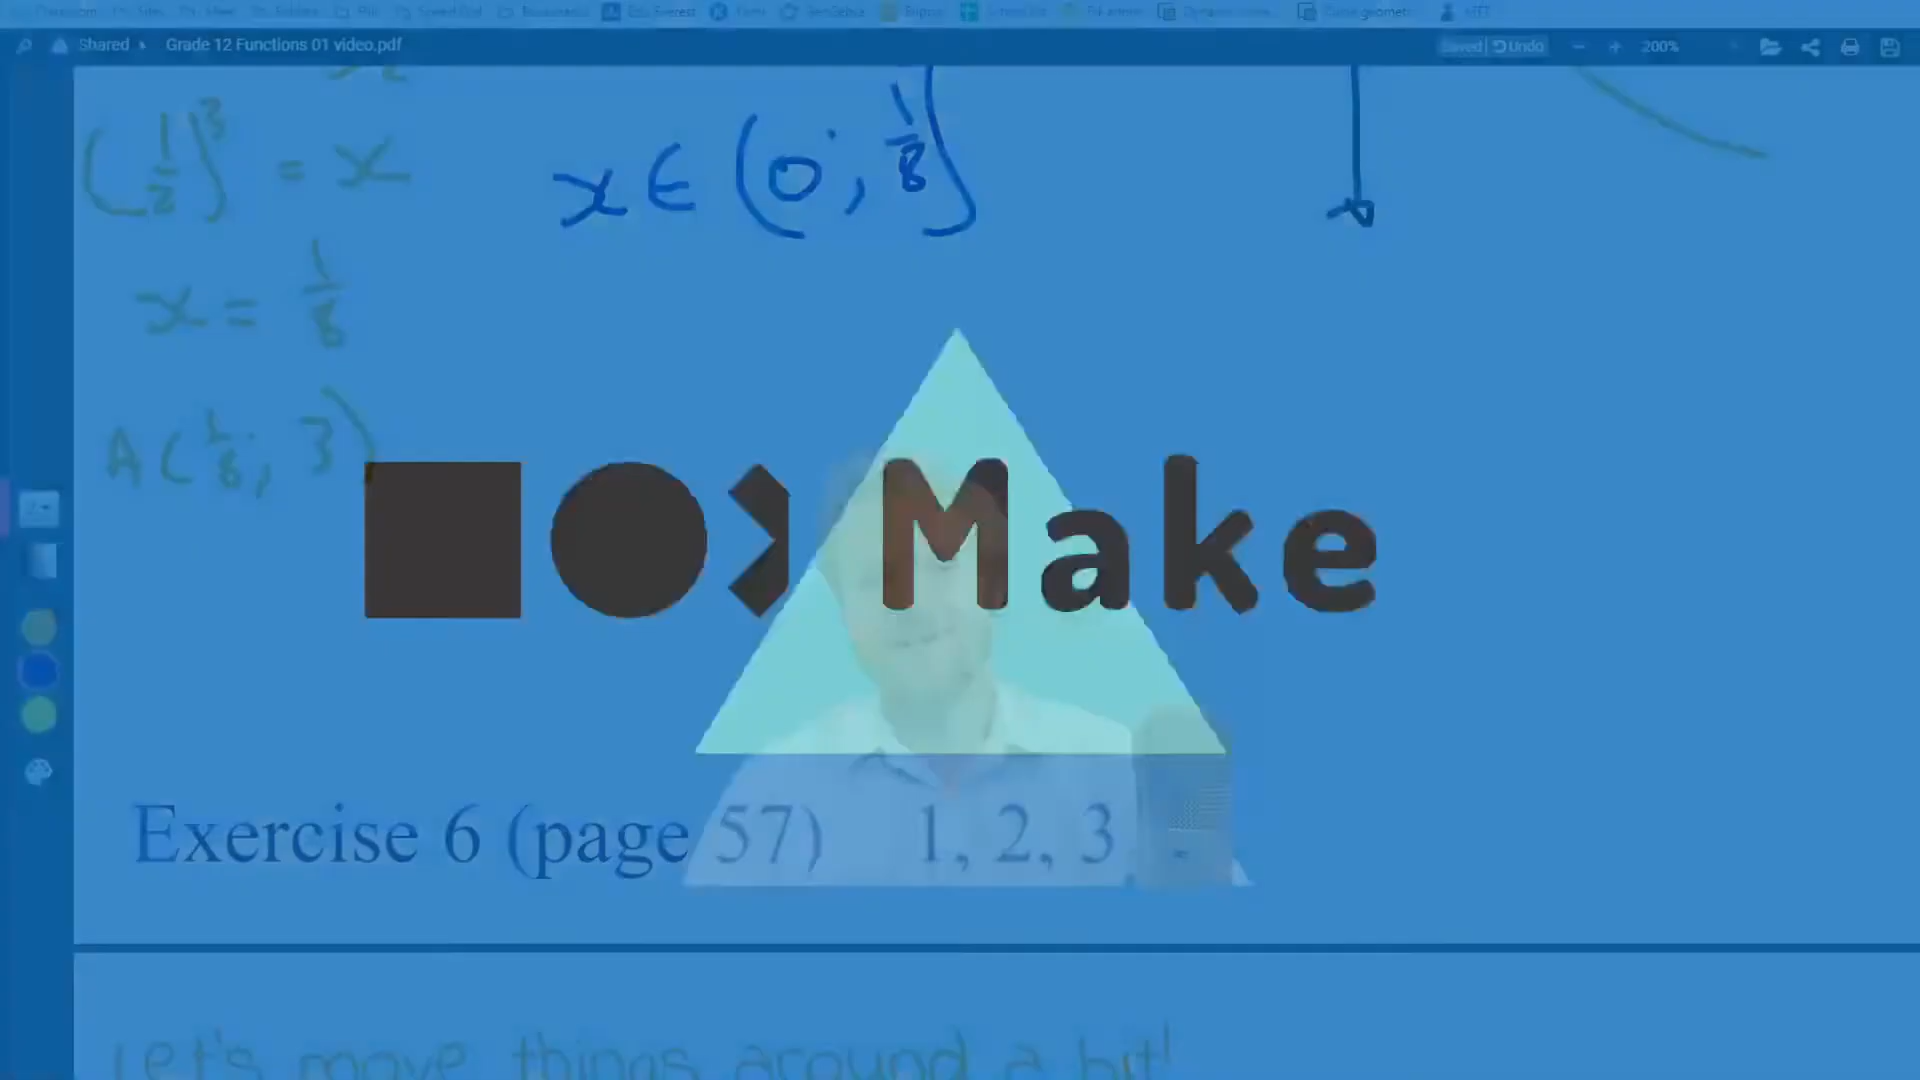 Shared Grade 12 Functions 01 video.pdf Saved Undo 200%
(1/2)³ = x
x ∈ (0; 1/8]
x = 1/8
A(1/8; 3)
Make
Exercise 6 (page 57) 1, 2, 3
Let's move things around a bit!